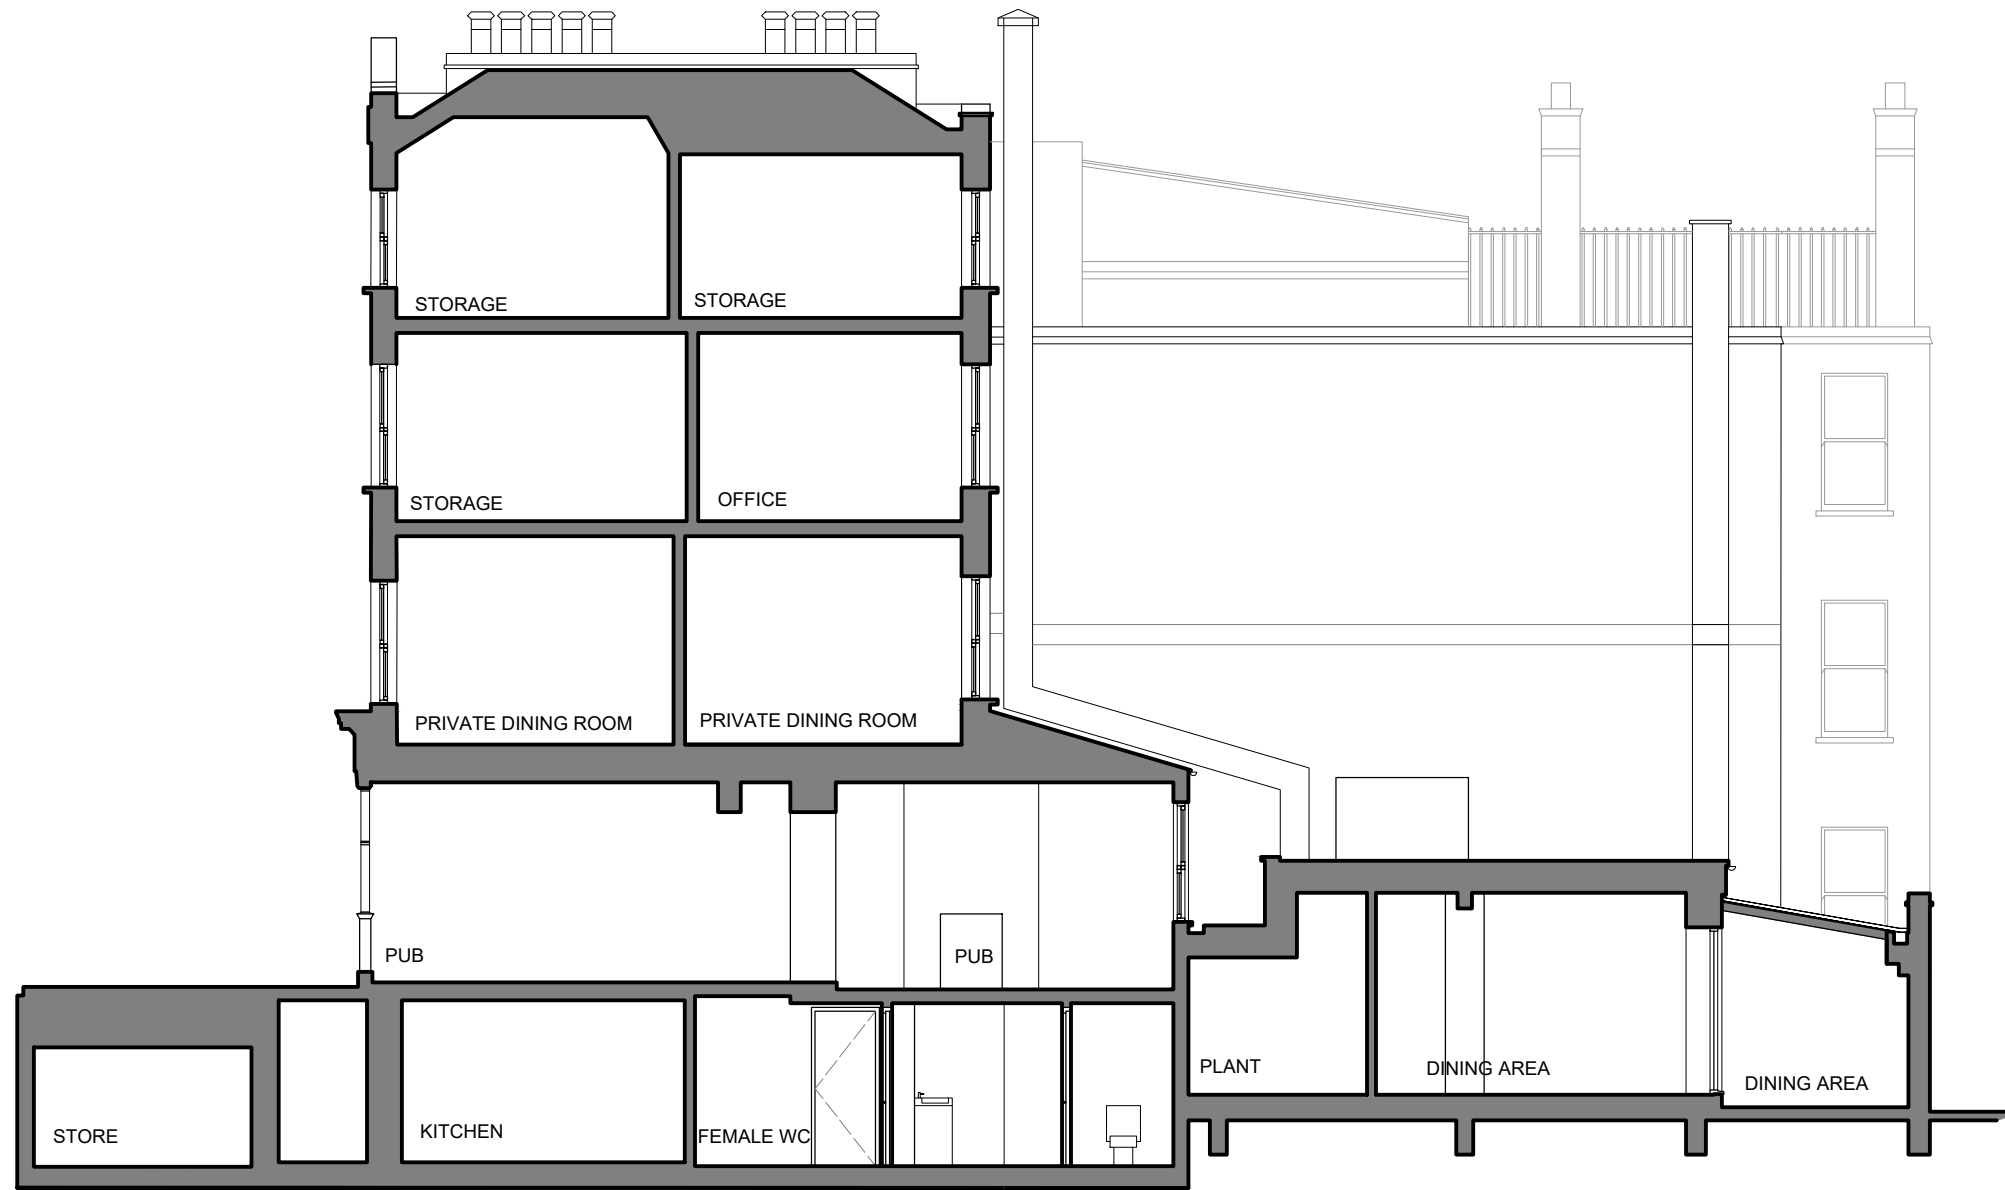 STORAGE
STORAGE
STORAGE
OFFICE
PRIVATE DINING ROOM
PRIVATE DINING ROOM
PUB
PUB
PLANT
DINING AREA
DINING AREA
STORE
KITCHEN
FEMALE WC